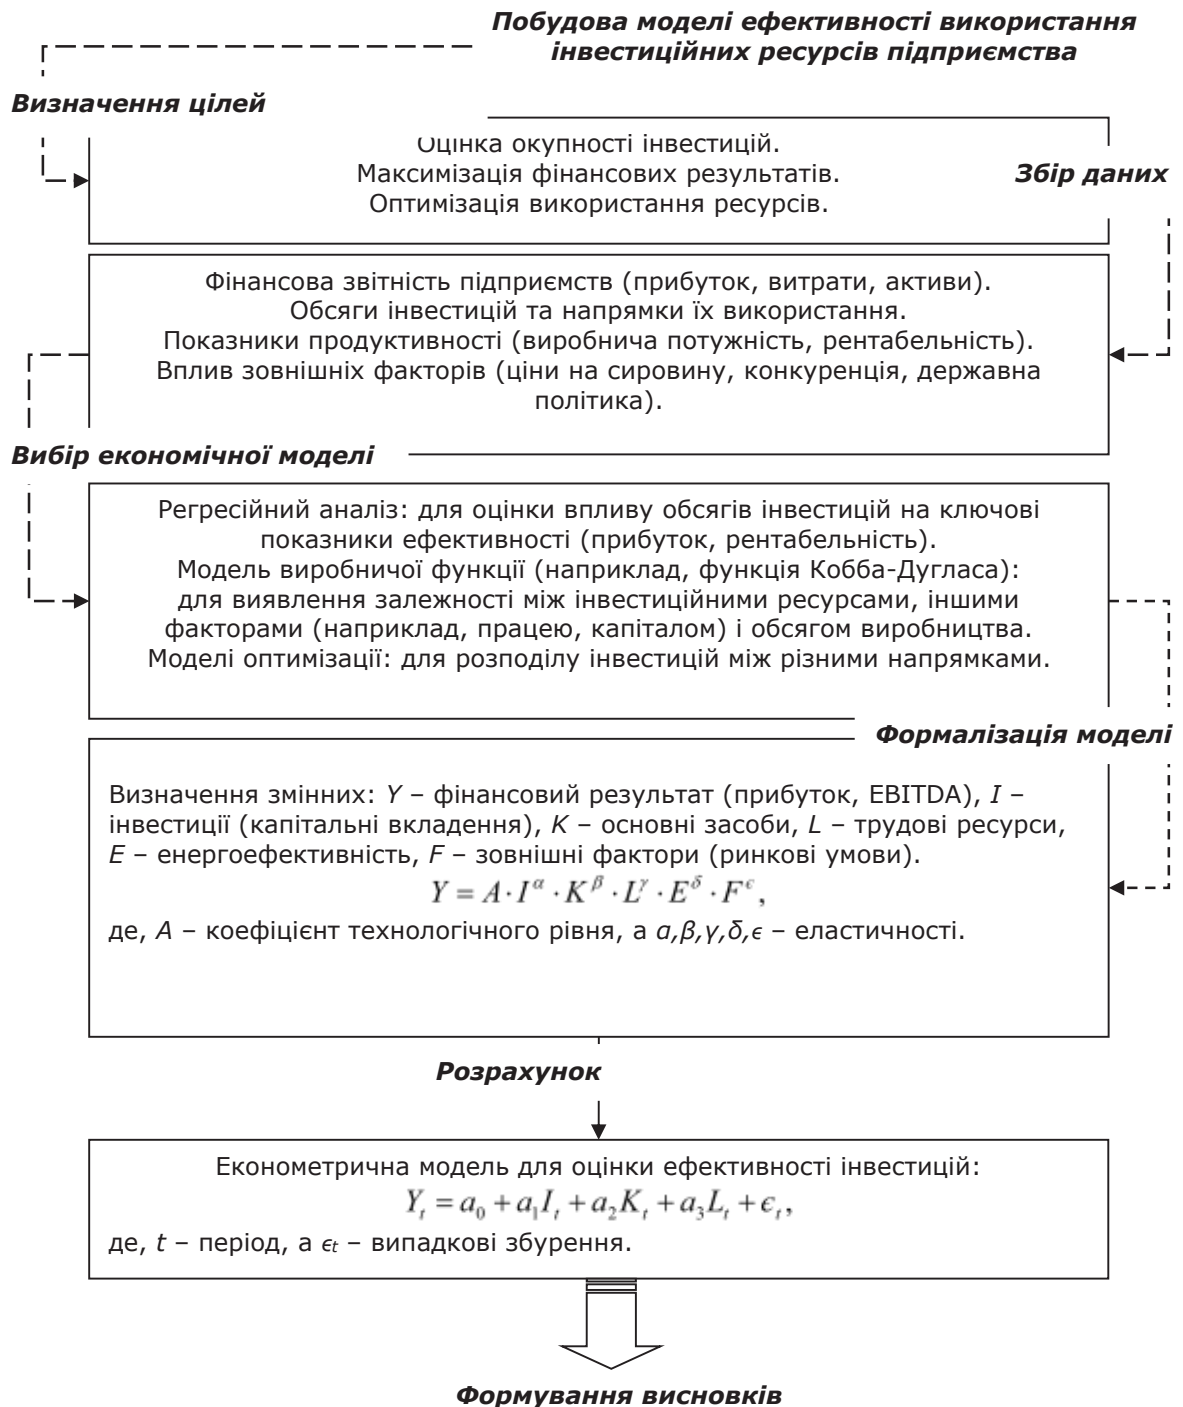 Побудова моделі ефективності використання
інвестиційних ресурсів підприємства
Визначення цілей
Оцінка окупності інвестицій.
Максимізація фінансових результатів.
Оптимізація використання ресурсів.
Збір даних
Фінансова звітність підприємств (прибуток, витрати, активи).
Обсяги інвестицій та напрямки їх використання.
Показники продуктивності (виробнича потужність, рентабельність).
Вплив зовнішніх факторів (ціни на сировину, конкуренція, державна
політика).
Вибір економічної моделі
Регресійний аналіз: для оцінки впливу обсягів інвестицій на ключові
показники ефективності (прибуток, рентабельність).
Модель виробничої функції (наприклад, функція Кобба-Дугласа):
для виявлення залежності між інвестиційними ресурсами, іншими
факторами (наприклад, працею, капіталом) і обсягом виробництва.
Моделі оптимізації: для розподілу інвестицій між різними напрямками.
Формалізація моделі
Визначення змінних: Y – фінансовий результат (прибуток, EBITDA), I –
інвестиції (капітальні вкладення), K – основні засоби, L – трудові ресурси,
E – енергоефективність, F – зовнішні фактори (ринкові умови).
Y = A · I^α · K^β · L^γ · E^δ · F^ϵ,
де, A – коефіцієнт технологічного рівня, а α,β,γ,δ,ϵ – еластичності.
Розрахунок
Економетрична модель для оцінки ефективності інвестицій:
Y_t = a_0 + a_1 I_t + a_2 K_t + a_3 L_t + ϵ_t,
де, t – період, а ϵ_t – випадкові збурення.
Формування висновків